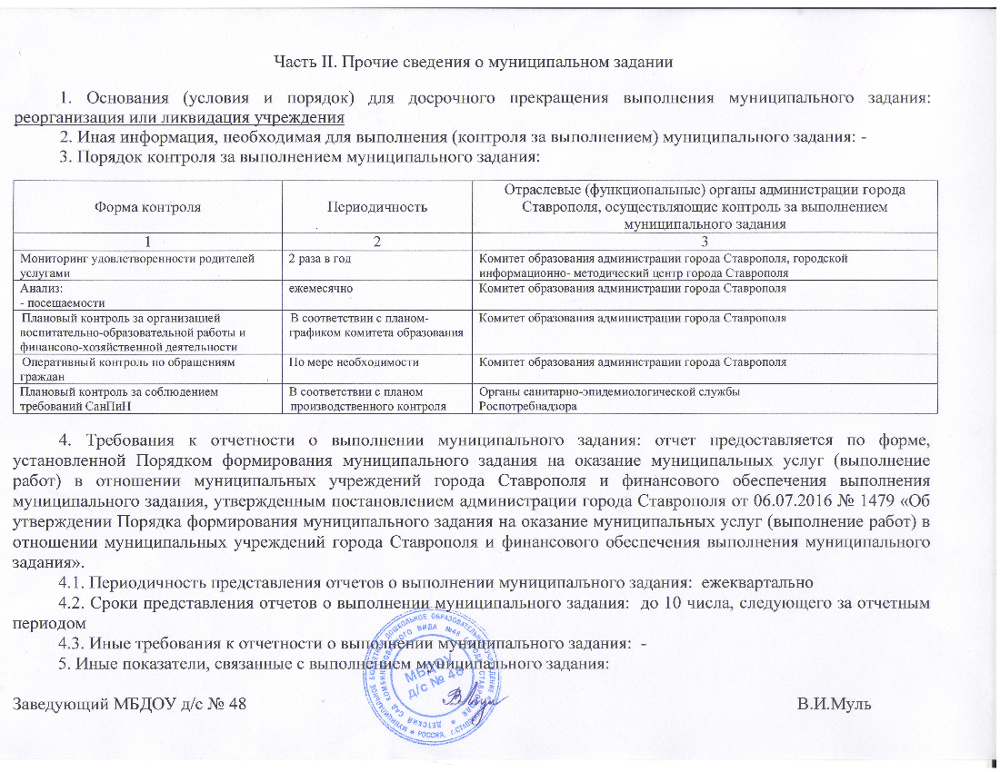 Часть II. Прочие сведения о муниципальном задании
1. Основания (условия и порядок) для досрочного прекращения выполнения муниципального задания:
реорганизация или ликвидация учреждения
2. Иная информация, необходимая для выполнения (контроля за выполнением) муниципального задания: -
3. Порядок контроля за выполнением муниципального задания:
Форма контроля
Периодичность
Отраслевые (функциональные) органы администрации города
Ставрополя, осуществляющие контроль за выполнением
муниципального задания
1
2
3
Мониторинг удовлетворенности родителей
услугами
2 раза в год
Комитет образования администрации города Ставрополя, городской
информационно- методический центр города Ставрополя
Анализ:
- посещаемости
ежемесячно
Комитет образования администрации города Ставрополя
Плановый контроль за организацией
воспитательно-образовательной работы и
финансово-хозяйственной деятельности
В соответствии с планом-
графиком комитета образования
Комитет образования администрации города Ставрополя
Оперативный контроль по обращениям
граждан
По мере необходимости
Комитет образования администрации города Ставрополя
Плановый контроль за соблюдением
требований СанПиН
В соответствии с планом
производственного контроля
Органы санитарно-эпидемиологической службы
Роспотребнадзора
4. Требования к отчетности о выполнении муниципального задания: отчет предоставляется по форме,
установленной Порядком формирования муниципального задания на оказание муниципальных услуг (выполнение
работ) в отношении муниципальных учреждений города Ставрополя и финансового обеспечения выполнения
муниципального задания, утвержденным постановлением администрации города Ставрополя от 06.07.2016 № 1479 «Об
утверждении Порядка формирования муниципального задания на оказание муниципальных услуг (выполнение работ) в
отношении муниципальных учреждений города Ставрополя и финансового обеспечения выполнения муниципального
задания».
4.1. Периодичность представления отчетов о выполнении муниципального задания: ежеквартально
4.2. Сроки представления отчетов о выполнении муниципального задания: до 10 числа, следующего за отчетным
периодом
4.3. Иные требования к отчетности о выполнении муниципального задания: -
5. Иные показатели, связанные с выполнением муниципального задания:
МБДОУ
д/с № 48
Заведующий МБДОУ д/с № 48
В.И.Муль